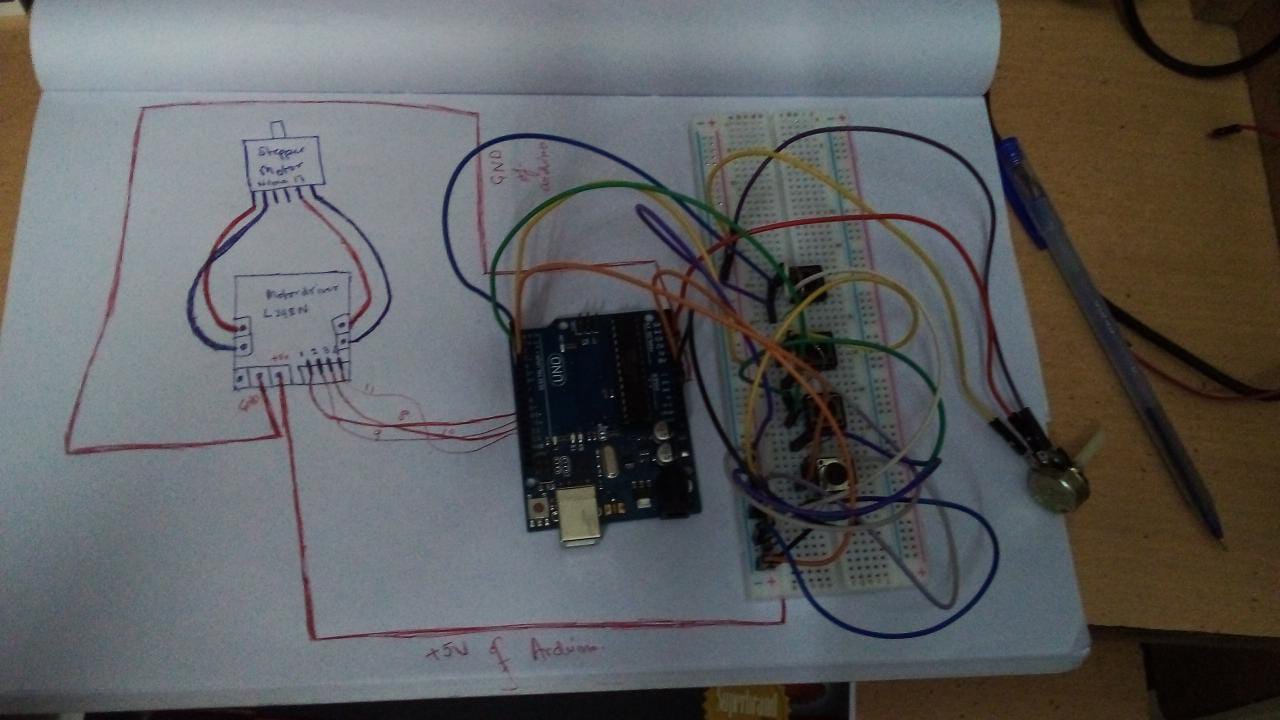 Stepper
Motor
Nema 17
Motor driver
L298N
+5v
1 2 3 4
GND
11
8
9
10
GND
of
arduino
UNO
+5V of Arduino.
Superbrand